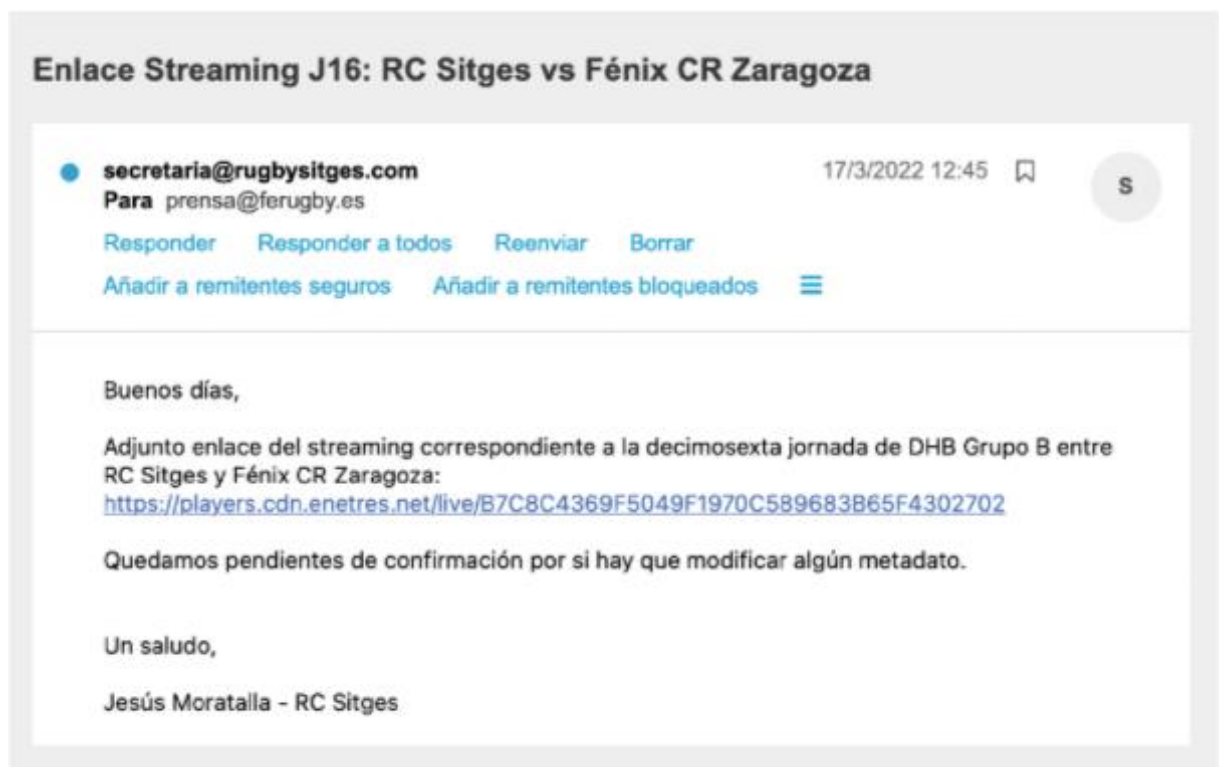 Enlace Streaming J16: RC Sitges vs Fénix CR Zaragoza
secretaria@rugbysitges.com 17/3/2022 12:45
S
Para prensa@ferugby.es
Responder Responder a todos Reenviar Borrar
Añadir a remitentes seguros Añadir a remitentes bloqueados
Buenos días,
Adjunto enlace del streaming correspondiente a la decimosexta jornada de DHB Grupo B entre
RC Sitges y Fénix CR Zaragoza:
https://players.cdn.enetres.net/live/B7C8C4369F5049F1970C589683B65F4302702
Quedamos pendientes de confirmación por si hay que modificar algún metadato.
Un saludo,
Jesús Moratalla - RC Sitges